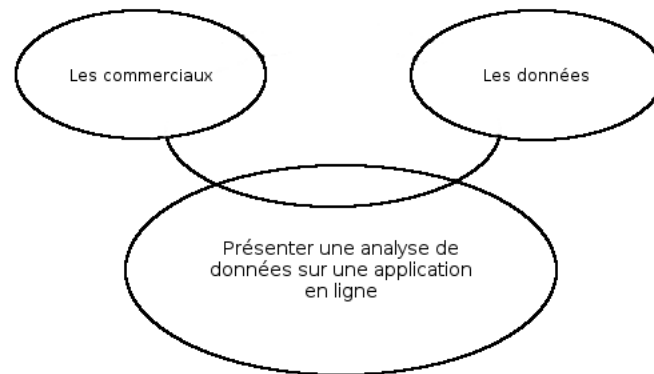 Les commerciaux
Les données
Présenter une analyse de
données sur une application
en ligne